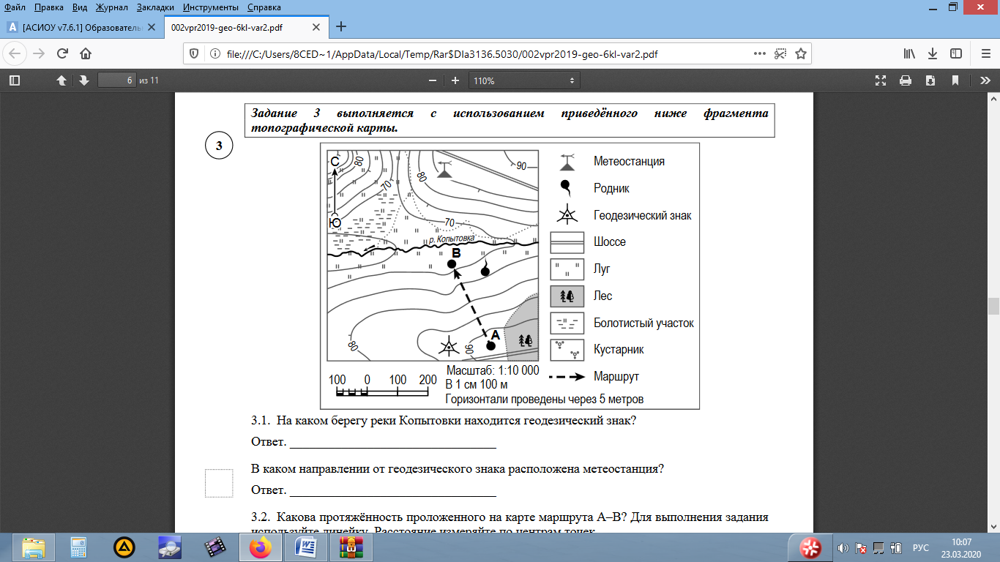 Файл Правка Вид Журнал Закладки Инструменты Справка
[АСИОУ v7.6.1] Образователь
002vpr2019-geo-6kl-var2.pdf
file:///C:/Users/8CED~1/AppData/Local/Temp/Rar$DIa3136.5030/002vpr2019-geo-6kl-var2.pdf
6 из 11
110%
Задание 3 выполняется с использованием приведённого ниже фрагмента
топографической карты.
3
С
80
90
80
70
Ю
70
р. Копытовка
В
А
80
90
Метеостанция
Родник
Геодезический знак
Шоссе
Луг
Лес
Болотистый участок
Кустарник
Маршрут
100 0 100 200
Масштаб: 1:10 000
В 1 см 100 м
Горизонтали проведены через 5 метров
3.1. На каком берегу реки Копытовки находится геодезический знак?
Ответ. ________________________________
В каком направлении от геодезического знака расположена метеостанция?
Ответ. ________________________________
3.2. Какова протяжённость проложенного на карте маршрута А–В? Для выполнения задания
используйте линейку. Расстояние измеряйте по центрам точек.
РУС
10:07
23.03.2020